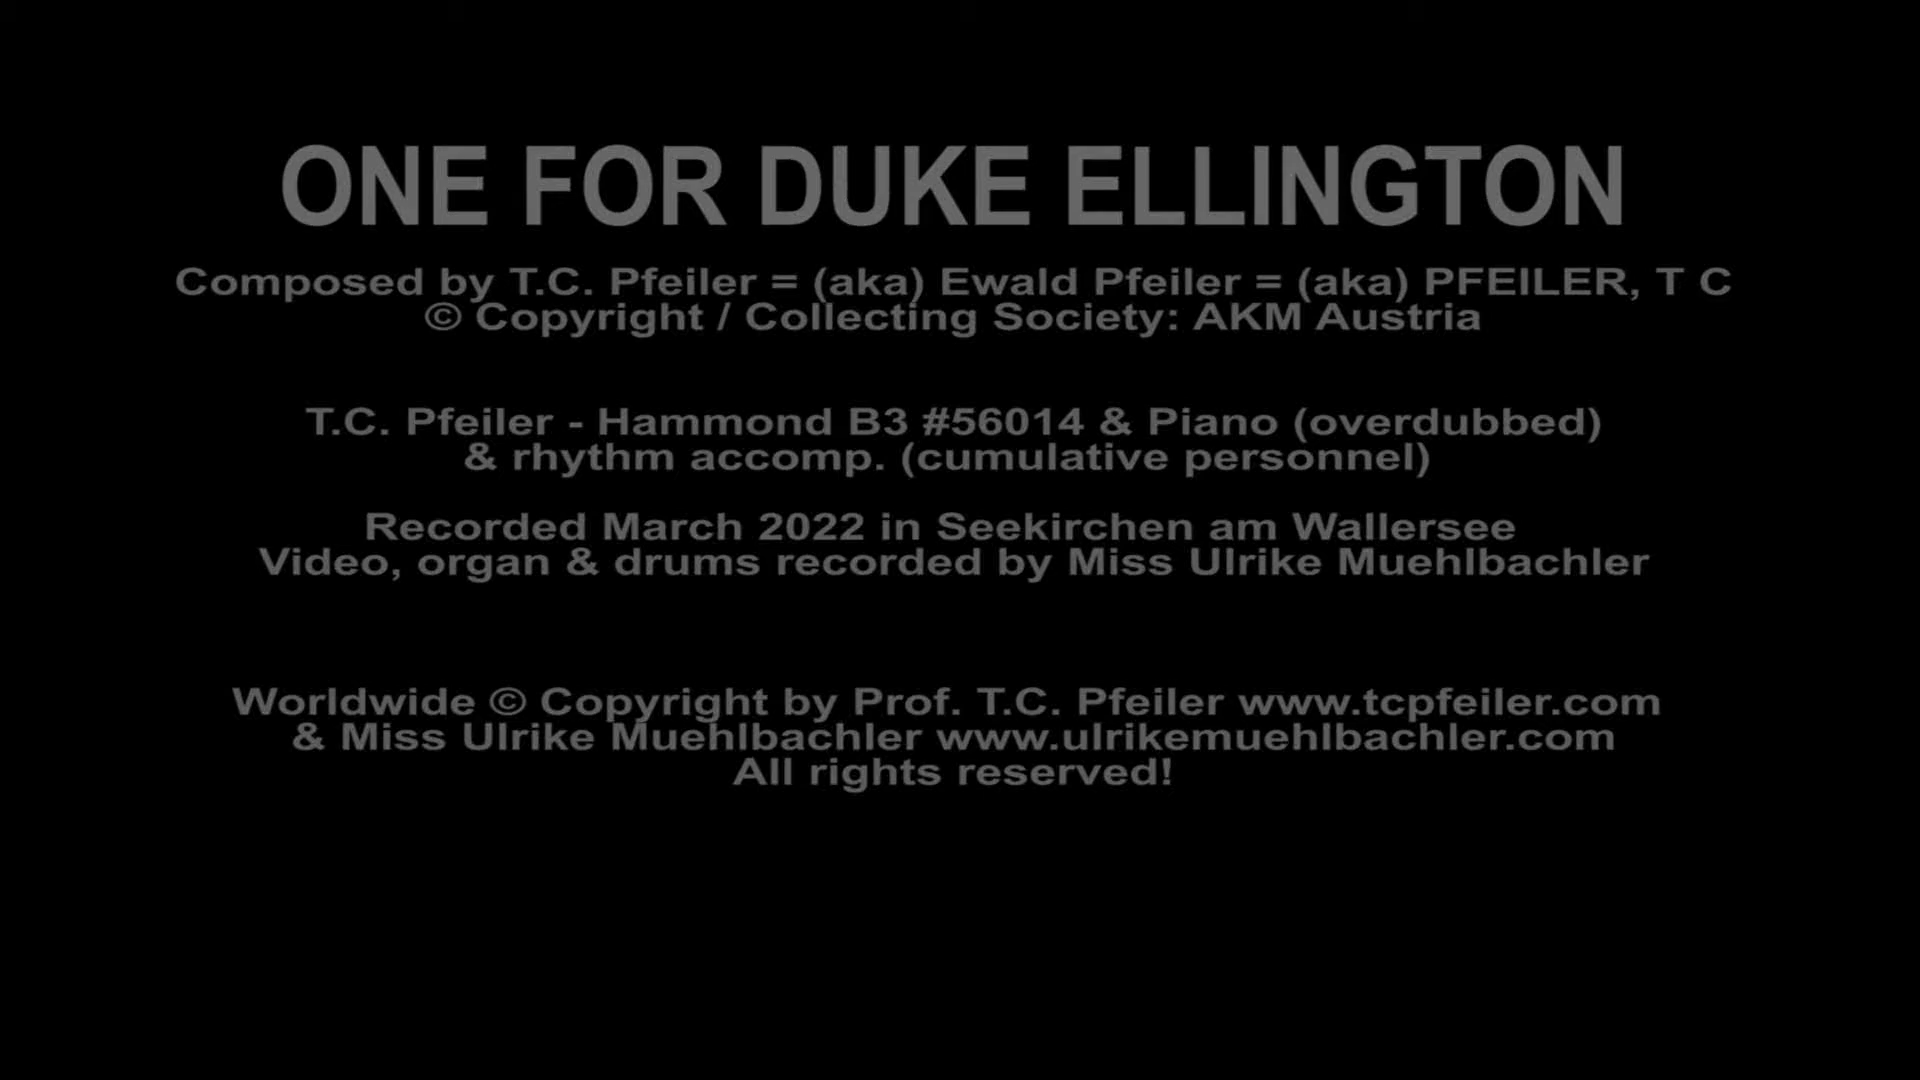 ONE FOR DUKE ELLINGTON
Composed by T.C. Pfeiler = (aka) Ewald Pfeiler = (aka) PFEILER, T C
© Copyright / Collecting Society: AKM Austria
T.C. Pfeiler - Hammond B3 #56014 & Piano (overdubbed)
& rhythm accomp. (cumulative personnel)
Recorded March 2022 in Seekirchen am Wallersee
Video, organ & drums recorded by Miss Ulrike Muehlbachler
Worldwide © Copyright by Prof. T.C. Pfeiler www.tcpfeiler.com
& Miss Ulrike Muehlbachler www.ulrikemuehlbachler.com
All rights reserved!